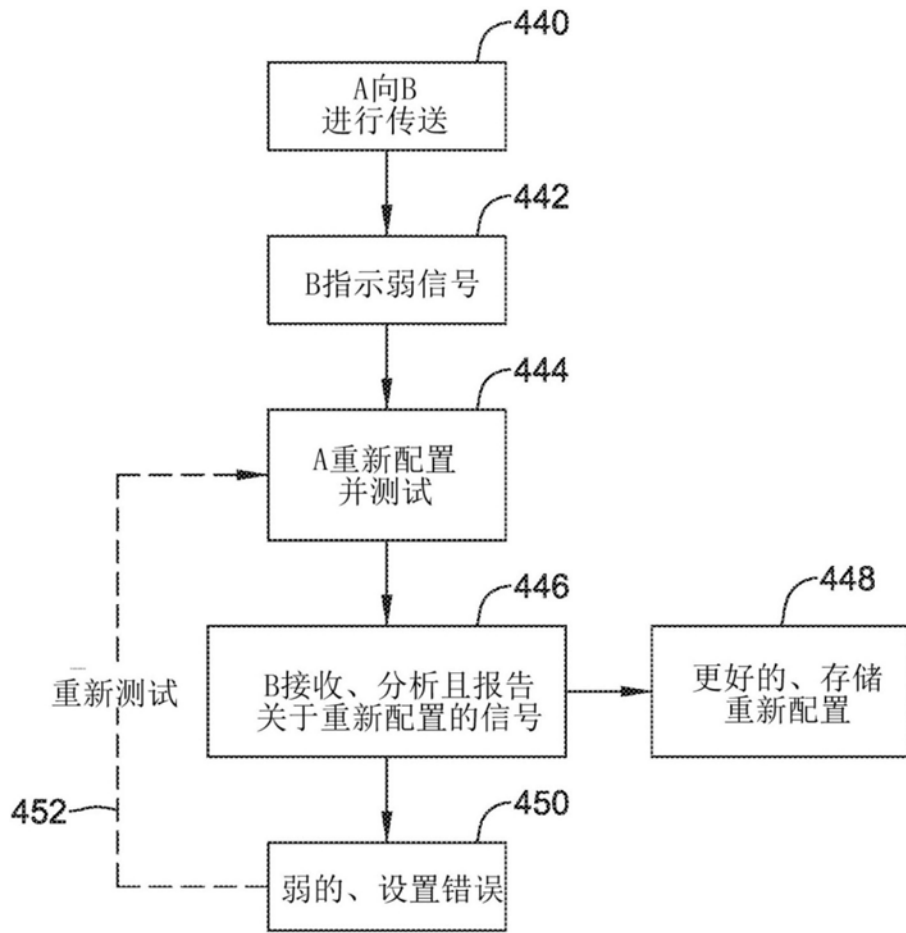 440
A向B
进行传送
442
B指示弱信号
444
A重新配置
并测试
446
B接收、分析且报告
关于重新配置的信号
448
更好的、存储
重新配置
重新测试
452
450
弱的、设置错误